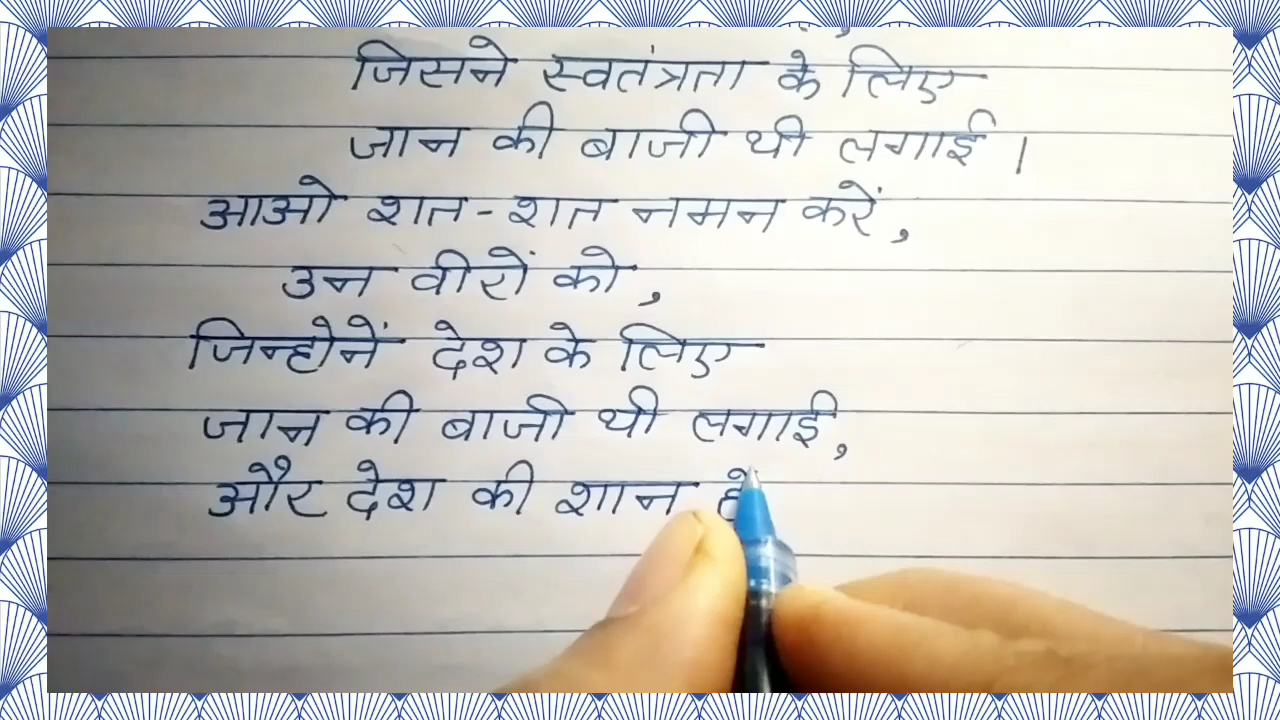 जिसने स्वतंत्रता के लिए
जान की बाजी थी लगाई ।
आओ शत-शत नमन करें,
उन वीरों को,
जिन्होनें देश के लिए
जान की बाजी थी लगाई,
और देश की शान